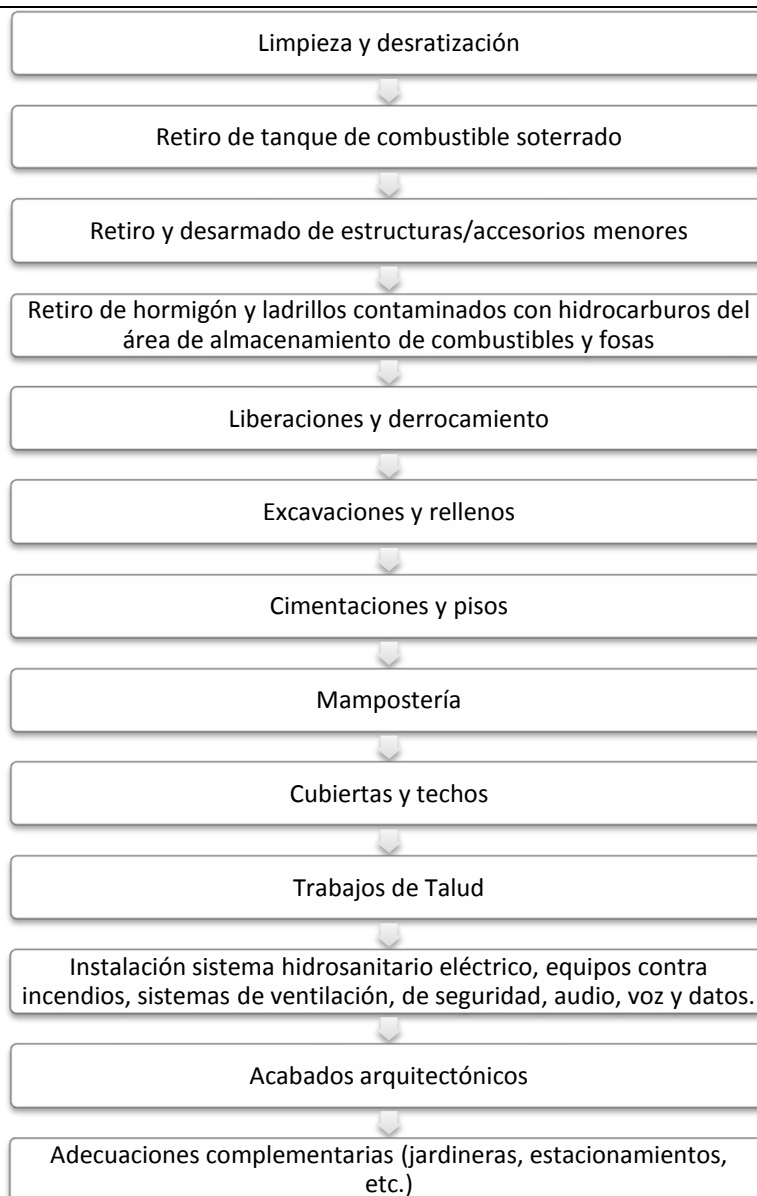 Limpieza y desratización
Retiro de tanque de combustible soterrado
Retiro y desarmado de estructuras/accesorios menores
Retiro de hormigón y ladrillos contaminados con hidrocarburos del
área de almacenamiento de combustibles y fosas
Liberaciones y derrocamiento
Excavaciones y rellenos
Cimentaciones y pisos
Mampostería
Cubiertas y techos
Trabajos de Talud
Instalación sistema hidrosanitario eléctrico, equipos contra
incendios, sistemas de ventilación, de seguridad, audio, voz y datos.
Acabados arquitectónicos
Adecuaciones complementarias (jardineras, estacionamientos,
etc.)